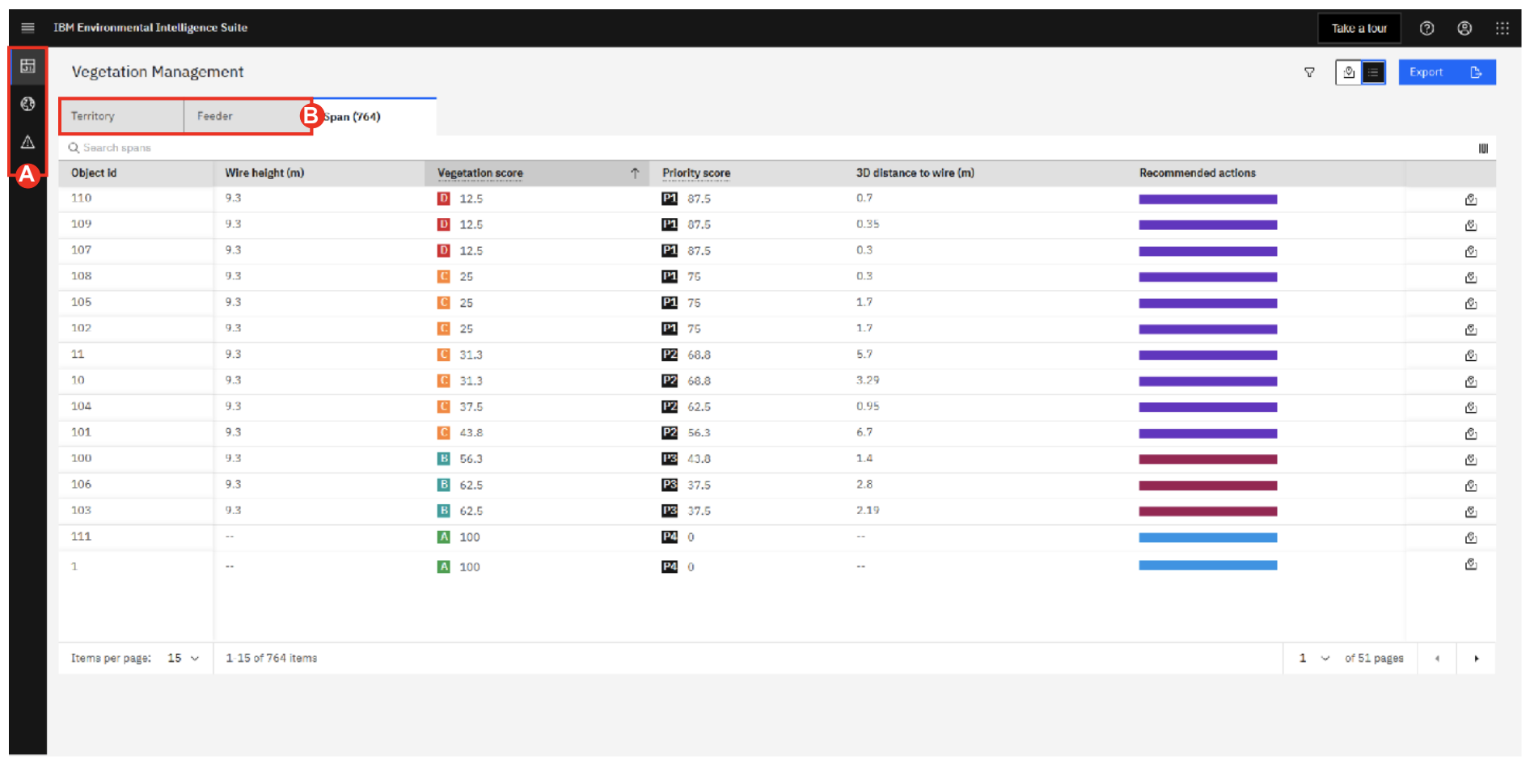 IBM Environmental Intelligence Suite Take a tour
Vegetation Management Export
A
Territory Feeder B Span (764)
Search spans
Object id Wire height (m) Vegetation score Priority score 3D distance to wire (m) Recommended actions
110 9.3 D 12.5 P1 87.5 0.7
109 9.3 D 12.5 P1 87.5 0.35
107 9.3 D 12.5 P1 87.5 0.3
108 9.3 C 25 P1 75 0.3
105 9.3 C 25 P1 75 1.7
102 9.3 C 25 P1 75 1.7
11 9.3 C 31.3 P2 68.8 5.7
10 9.3 C 31.3 P2 68.8 3.29
104 9.3 C 37.5 P2 62.5 0.95
101 9.3 C 43.8 P2 56.3 6.7
100 9.3 B 56.3 P3 43.8 1.4
106 9.3 B 62.5 P3 37.5 2.8
103 9.3 B 62.5 P3 37.5 2.19
111 -- A 100 P4 0 --
1 -- A 100 P4 0 --
Items per page: 15 1-15 of 764 items 1 of 51 pages